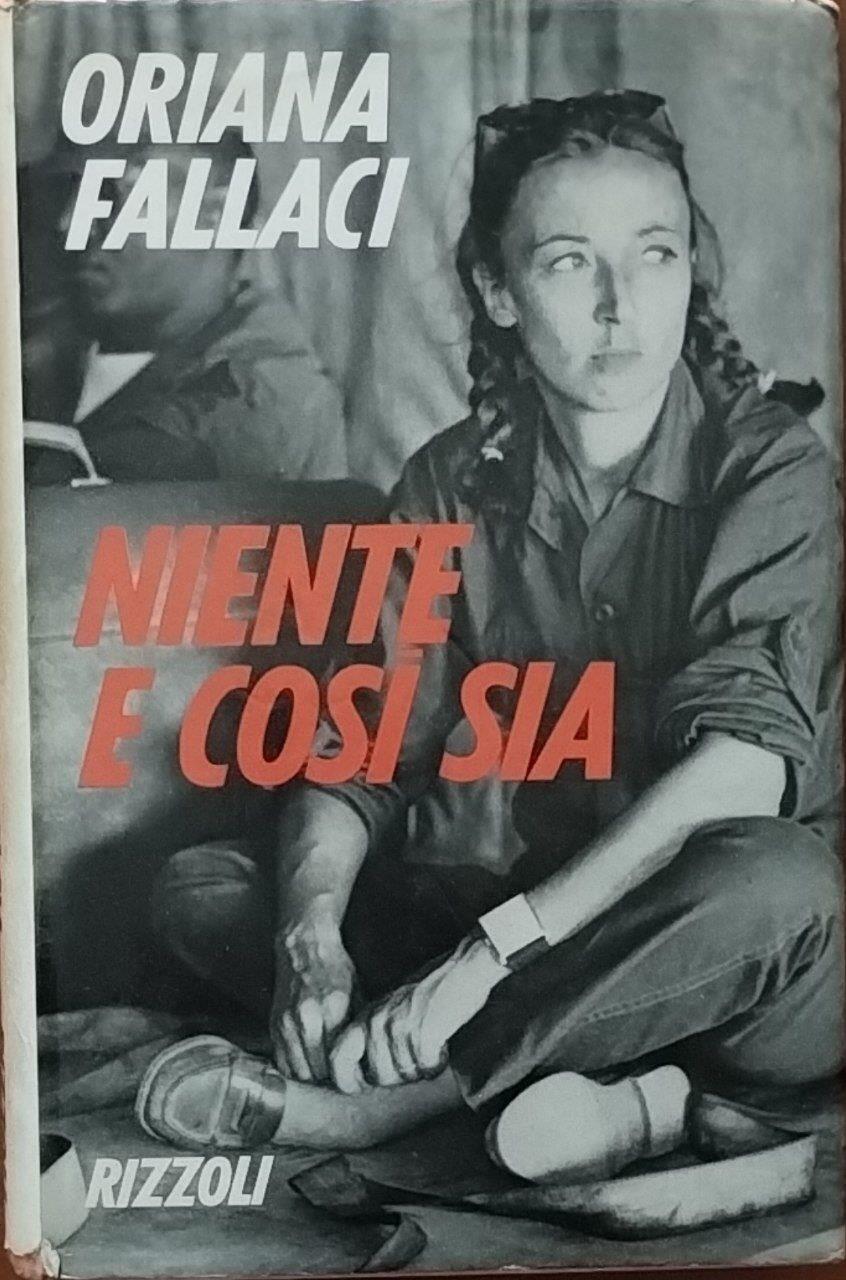 ORIANA
FALLACI
NIENTE
E COSÌ SIA
RIZZOLI